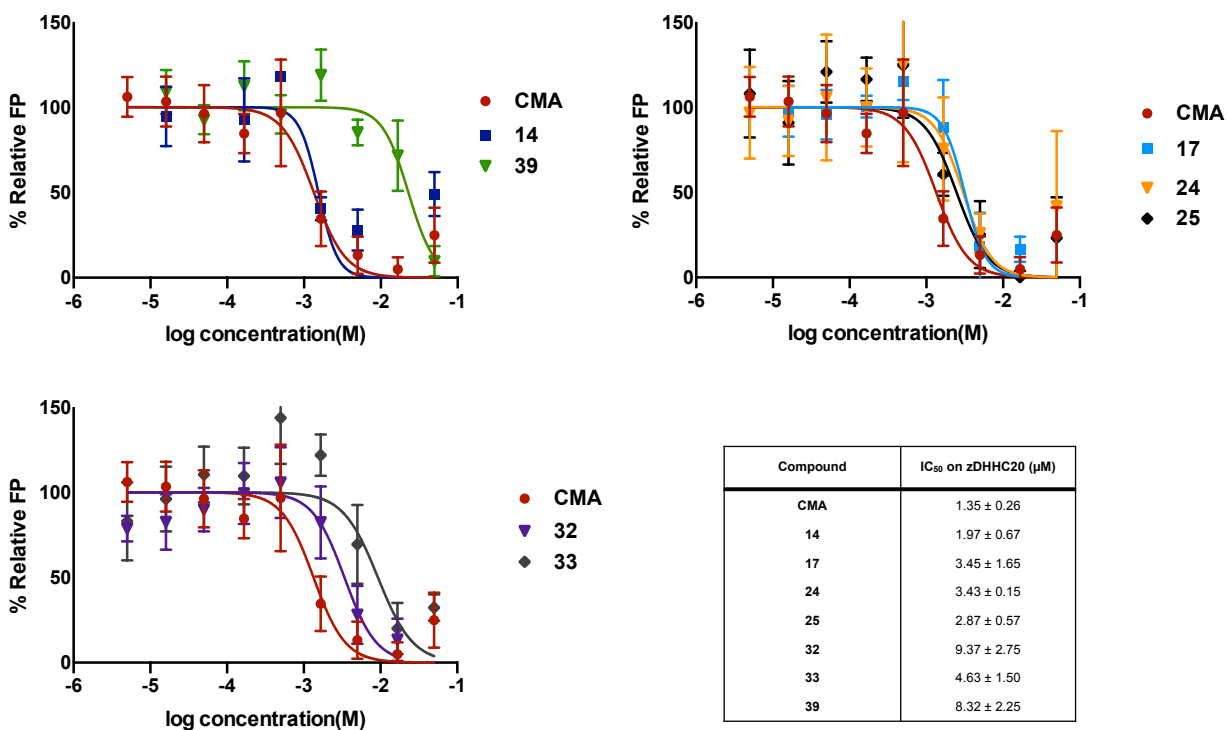 150
100
50
0
% Relative FP
-6 -5 -4 -3 -2 -1
log concentration(M)
CMA
14
39
150
100
50
0
% Relative FP
-6 -5 -4 -3 -2 -1
log concentration(M)
CMA
17
24
25
150
100
50
0
% Relative FP
-6 -5 -4 -3 -2 -1
log concentration(M)
CMA
32
33
Compound IC₅₀ on zDHHC20 (µM)
CMA 1.35 ± 0.26
14 1.97 ± 0.67
17 3.45 ± 1.65
24 3.43 ± 0.15
25 2.87 ± 0.57
32 9.37 ± 2.75
33 4.63 ± 1.50
39 8.32 ± 2.25